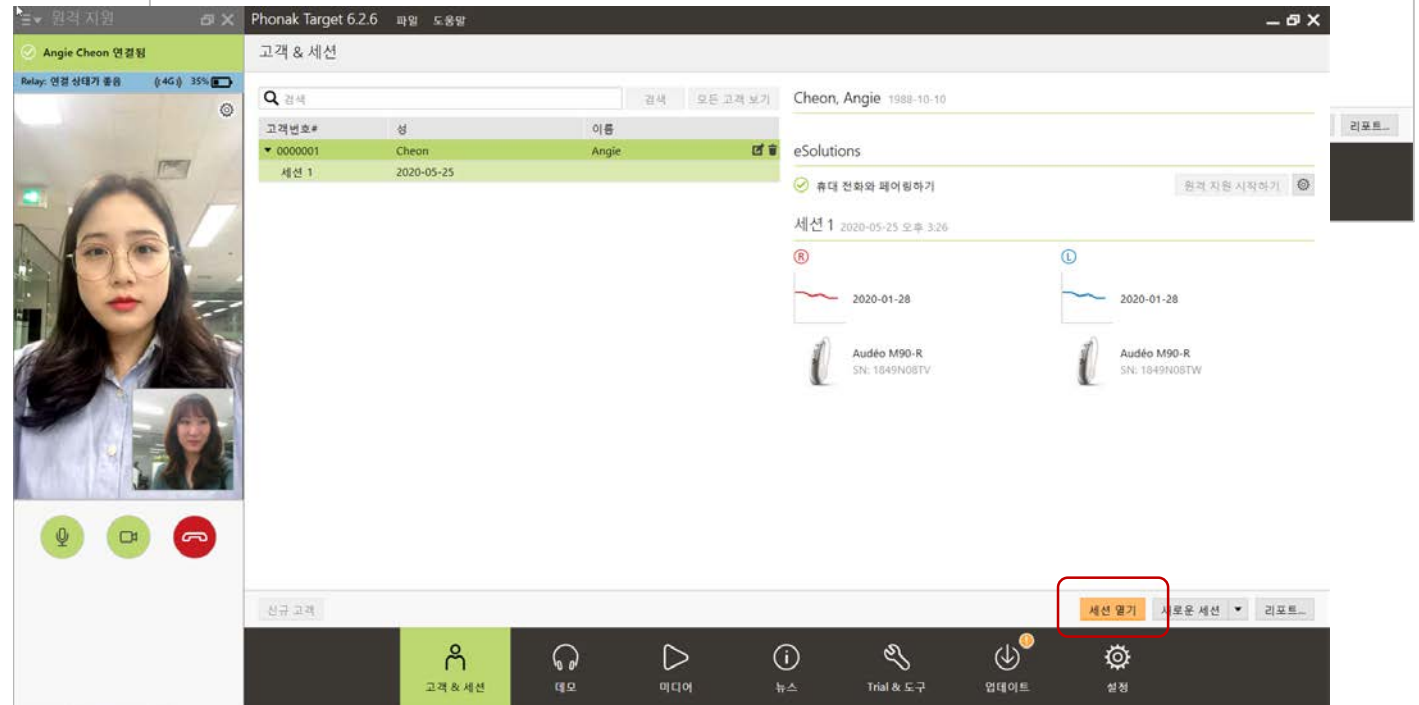 원격 지원
Phonak Target 6.2.6 파일 도움말
Angie Cheon 연결됨
고객 & 세션
Relay: 연결 상태가 좋음 4G 35%
검색 검색 모든 고객 보기
Cheon, Angie 1988-10-10
리포트...
고객번호# 성 이름
0000001 Cheon Angie
eSolutions
세션 1 2020-05-25
휴대 전화와 페어링하기 원격 지원 시작하기
세션 1 2020-05-25 오후 3:26
R L
2020-01-28 2020-01-28
Audéo M90-R Audéo M90-R
SN: 1849N08TV SN: 1849N08TW
신규 고객 세션 열기 새로운 세션 리포트...
고객 & 세션 데모 미디어 뉴스 Trial & 도구 업데이트 설정